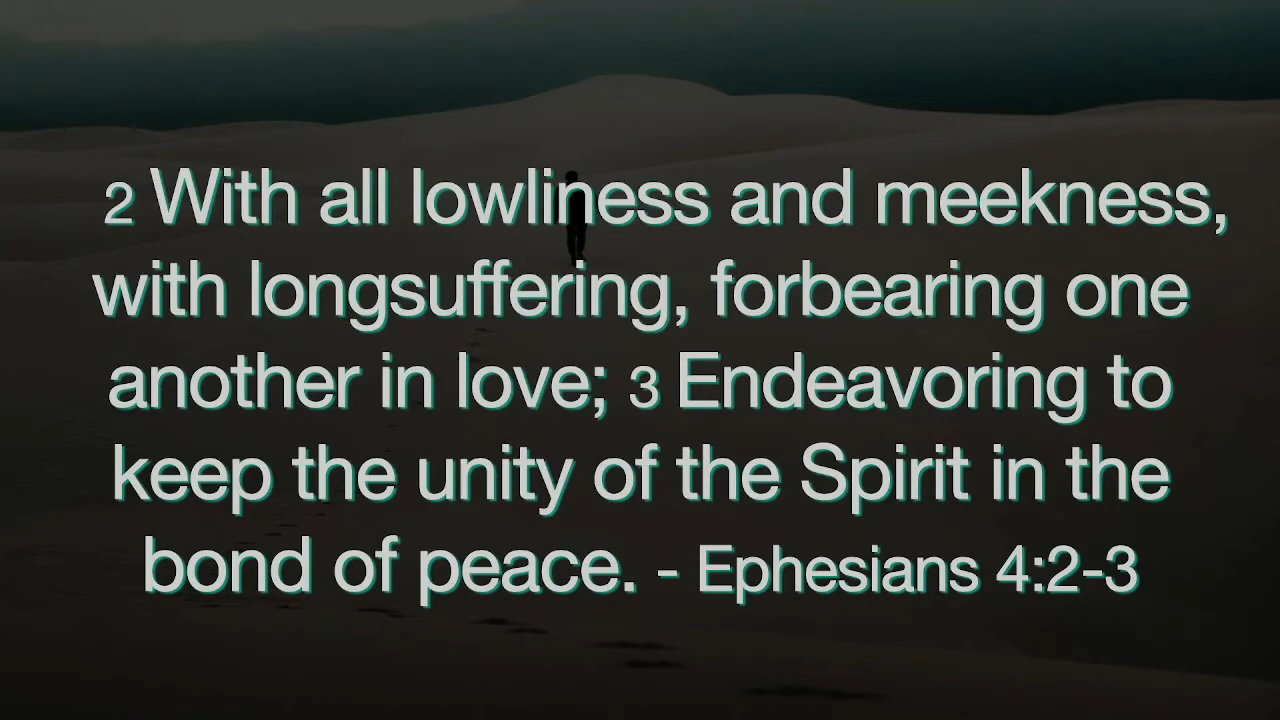 2 With all lowliness and meekness,
with longsuffering, forbearing one
another in love; 3 Endeavoring to
keep the unity of the Spirit in the
bond of peace. - Ephesians 4:2-3